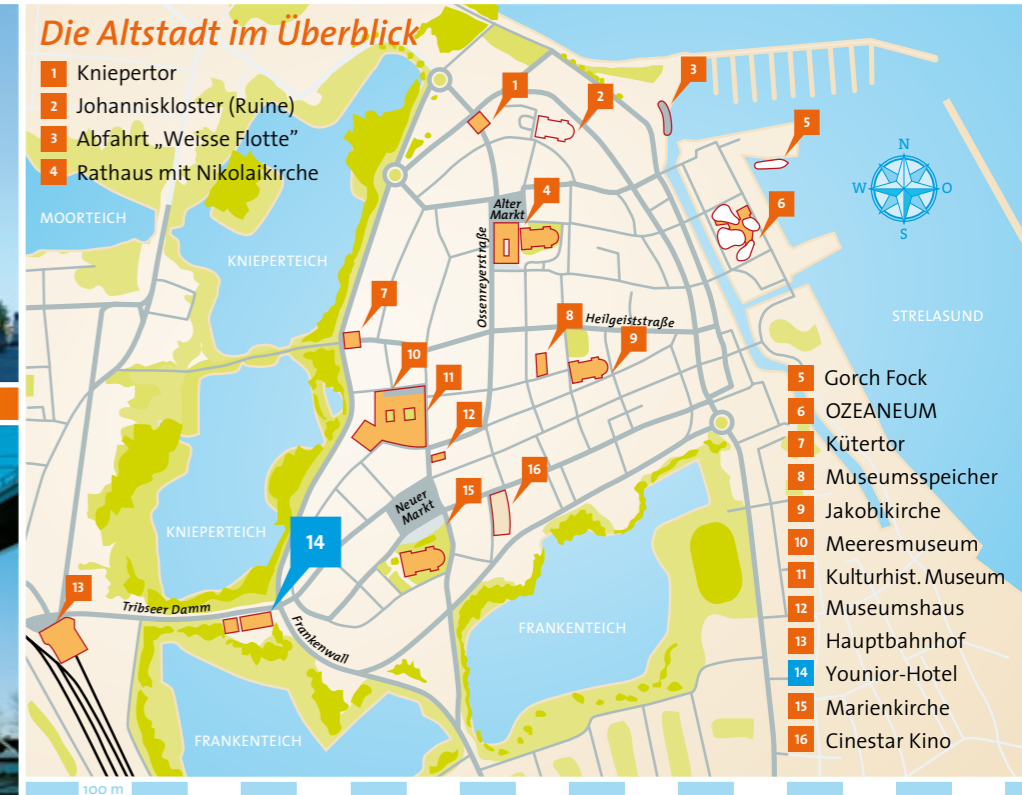 Die Altstadt im Überblick
1 Kniepertor
2 Johanniskloster (Ruine)
3 Abfahrt „Weisse Flotte”
4 Rathaus mit Nikolaikirche
MOORTEICH
KNIEPERTEICH
1
2
3
5
4
6
N
W O
S
Alter
Markt
Ossenreyerstraße
STRELASUND
7
8
Heilgeiststraße
9
10
11
12
5 Gorch Fock
6 OZEANEUM
7 Kütertor
8 Museumsspeicher
9 Jakobikirche
10 Meeresmuseum
11 Kulturhist. Museum
12 Museumshaus
13 Hauptbahnhof
14 Younior-Hotel
15 Marienkirche
16 Cinestar Kino
16
15
Neuer
Markt
KNIEPERTEICH
14
13
Tribseer Damm
Frankenwall
FRANKENTEICH
FRANKENTEICH
100 m